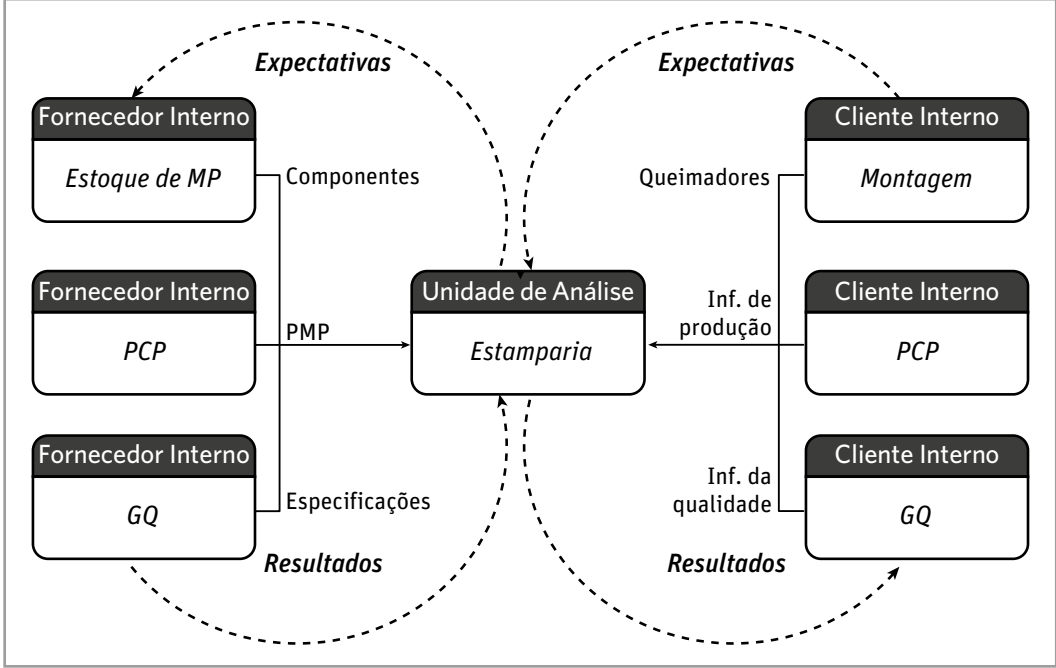 Expectativas
Expectativas
Fornecedor Interno
Estoque de MP
Componentes
Queimadores
Cliente Interno
Montagem
Fornecedor Interno
PCP
PMP
Unidade de Análise
Estamparia
Inf. de
produção
Cliente Interno
PCP
Fornecedor Interno
GQ
Especificações
Inf. da
qualidade
Cliente Interno
GQ
Resultados
Resultados